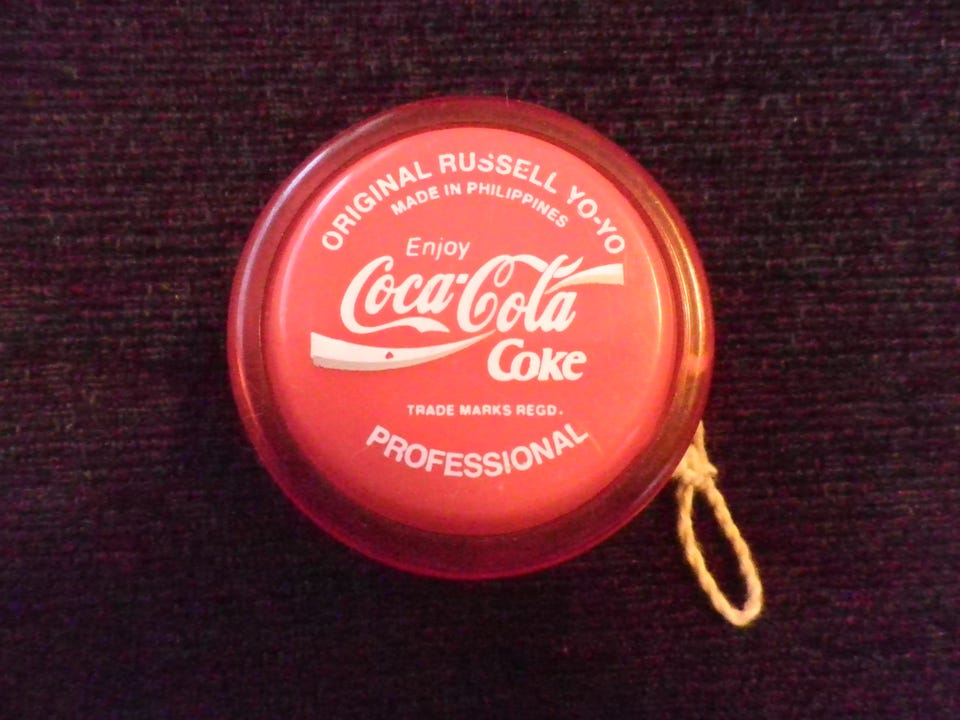 ORIGINAL RUSSELL YO-YO
MADE IN PHILIPPINES
Enjoy
Coca-Cola
Coke
TRADE MARKS REGD.
PROFESSIONAL